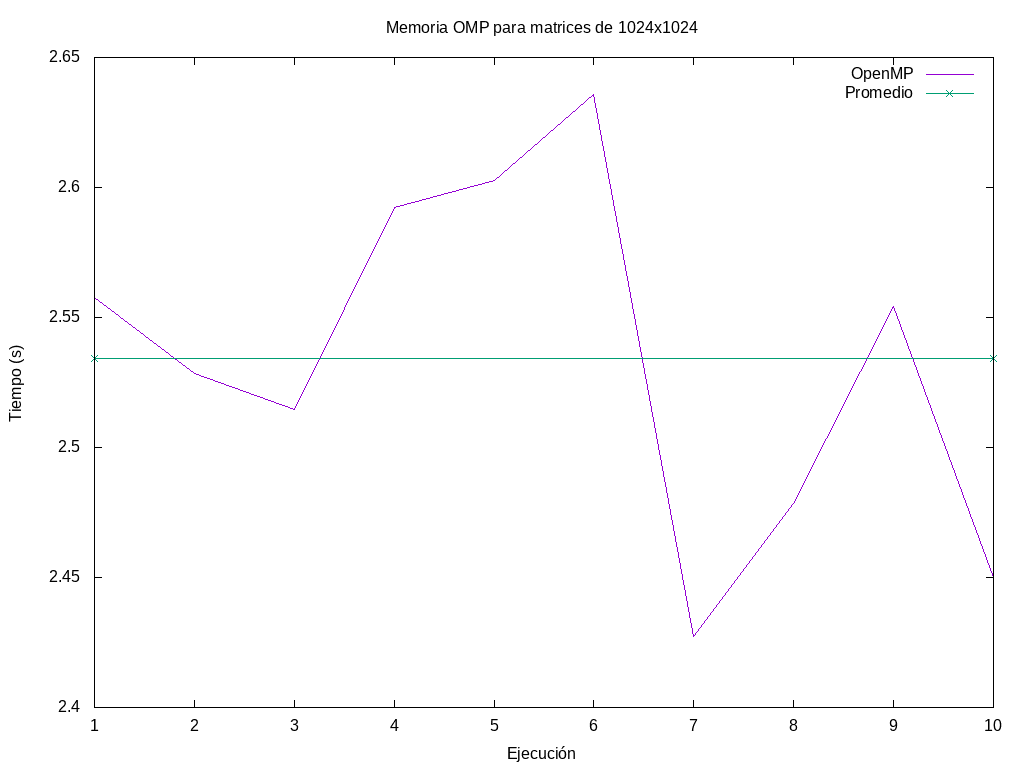 Memoria OMP para matrices de 1024x1024
2.65
OpenMP
Promedio
2.6
2.55
2.5
2.45
2.4
Tiempo (s)
1 2 3 4 5 6 7 8 9 10
Ejecución